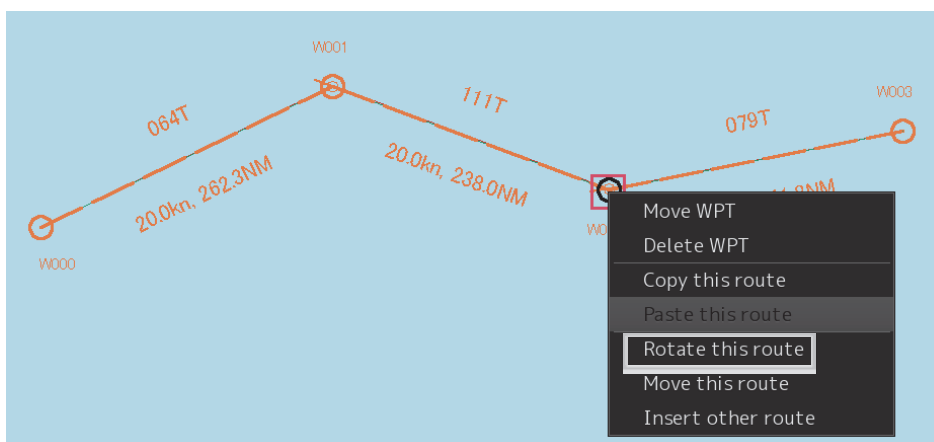 W001
W003
064T
111T
079T
20.0kn, 262.3NM
20.0kn, 238.0NM
W000
Move WPT
Delete WPT
Copy this route
Paste this route
Rotate this route
Move this route
Insert other route